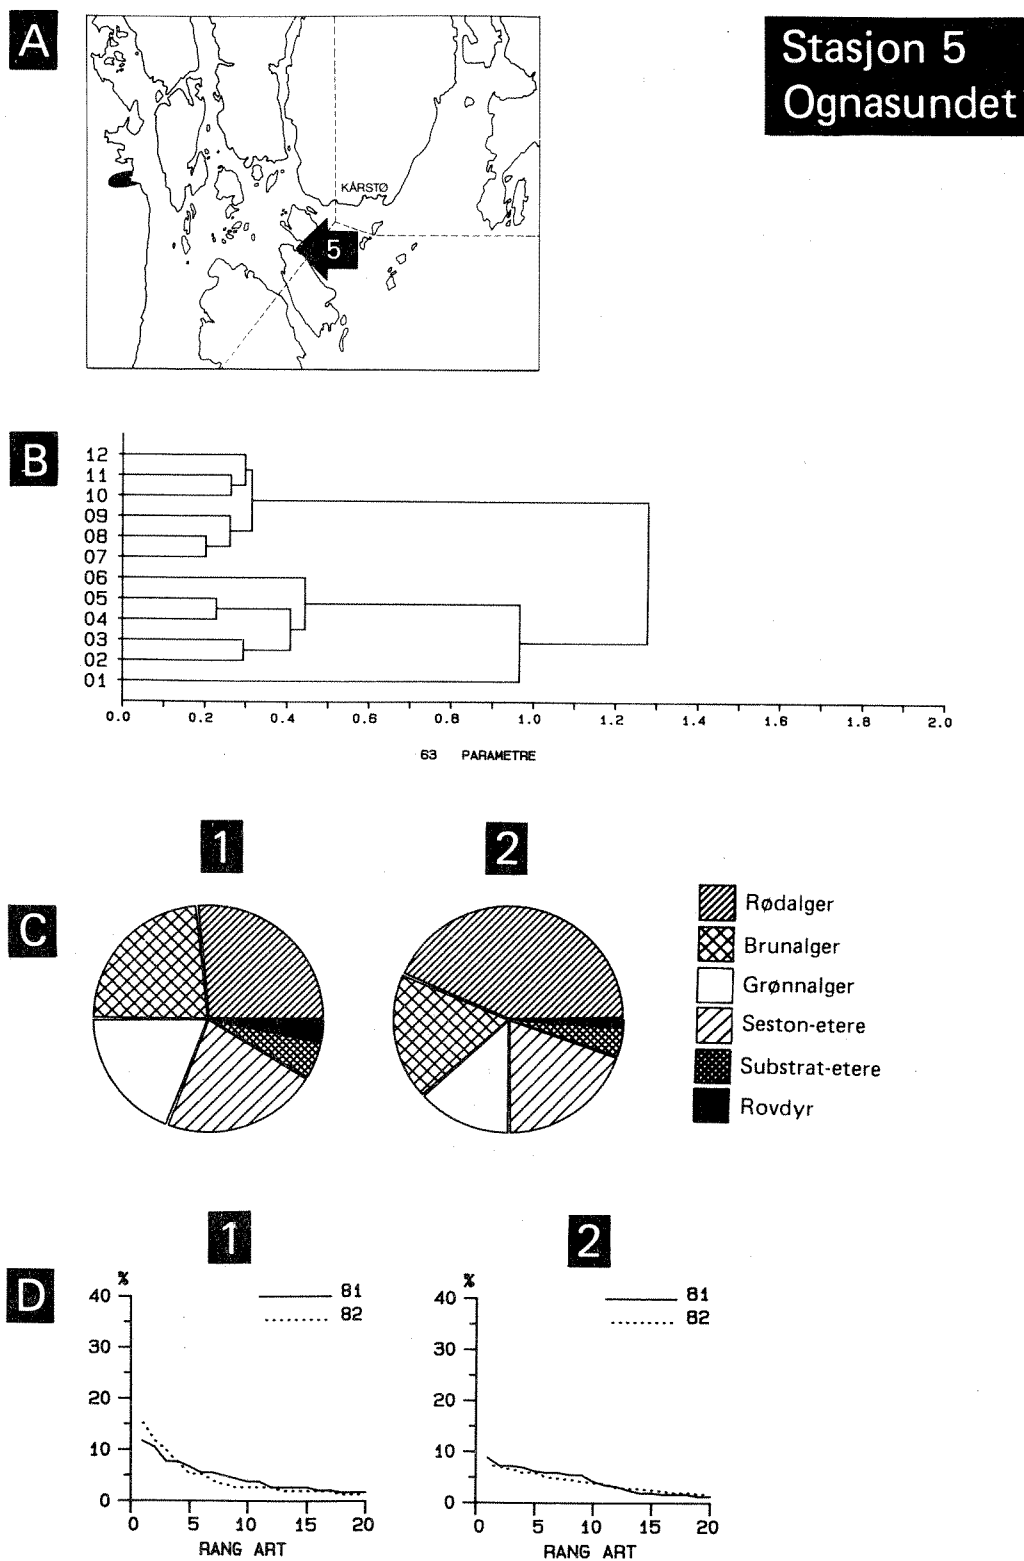 A
Stasjon 5
Ognasundet
KÅRSTØ
5
B
12
11
10
09
08
07
06
05
04
03
02
01
0.0 0.2 0.4 0.6 0.8 1.0 1.2 1.4 1.6 1.8 2.0
63 PARAMETRE
1 2
C
Rødalger
Brunalger
Grønnalger
Seston-etere
Substrat-etere
Rovdyr
1 2
D
%
40
30
20
10
0
81
82
0 5 10 15 20
RANG ART
%
40
30
20
10
0
81
82
0 5 10 15 20
RANG ART